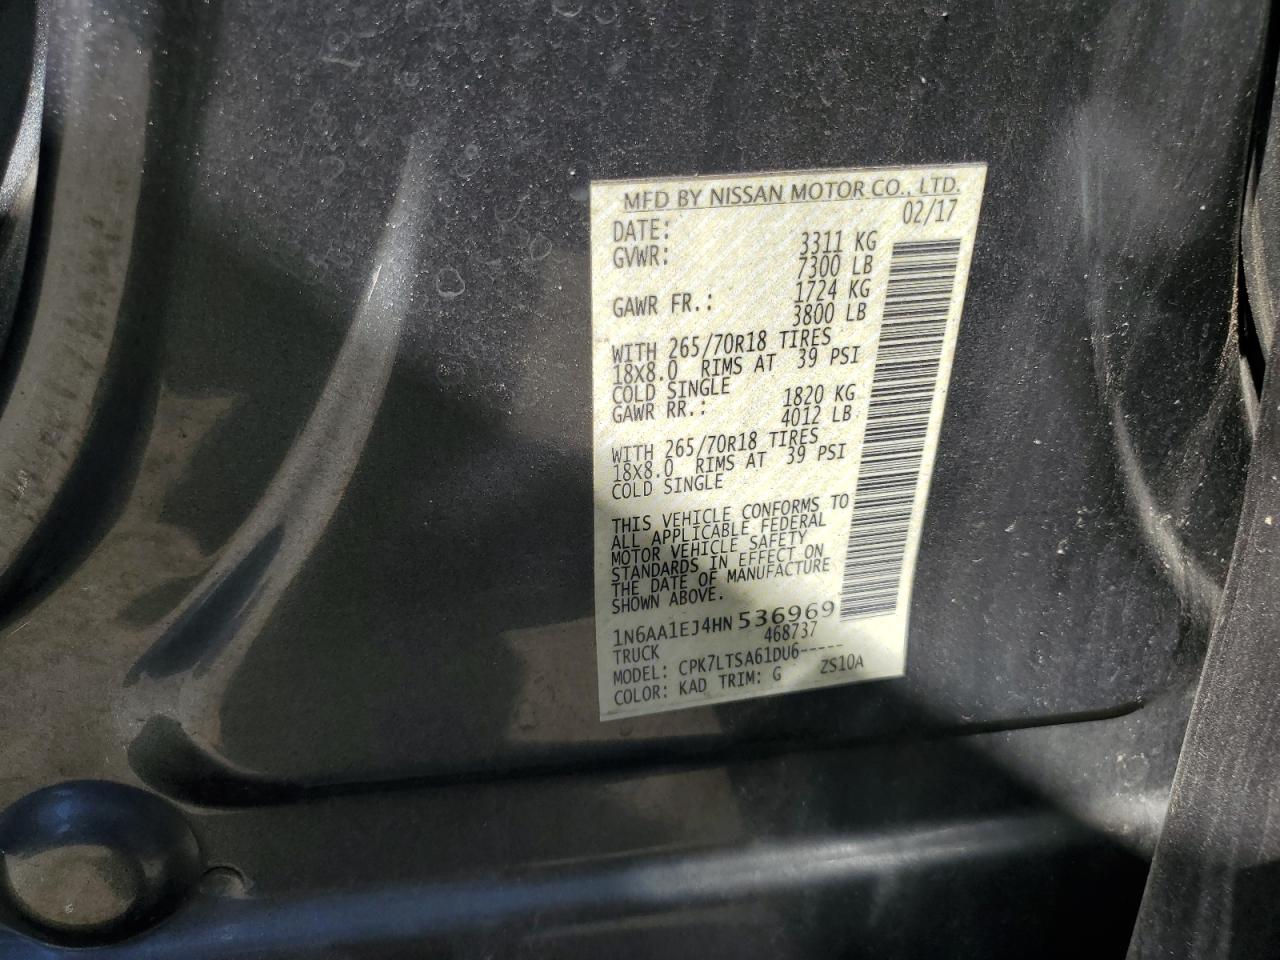 MFD BY NISSAN MOTOR CO., LTD.
DATE: 02/17
GVWR: 3311 KG
7300 LB
GAWR FR.: 1724 KG
3800 LB
WITH 265/70R18 TIRES
18X8.0 RIMS AT 39 PSI
COLD SINGLE
GAWR RR.: 1820 KG
4012 LB
WITH 265/70R18 TIRES
18X8.0 RIMS AT 39 PSI
COLD SINGLE
THIS VEHICLE CONFORMS TO
ALL APPLICABLE FEDERAL
MOTOR VEHICLE SAFETY
STANDARDS IN EFFECT ON
THE DATE OF MANUFACTURE
SHOWN ABOVE.
1N6AA1EJ4HN536969
TRUCK 468737
MODEL: CPK7LTSA61DU6-----
COLOR: KAD TRIM: G ZS10A